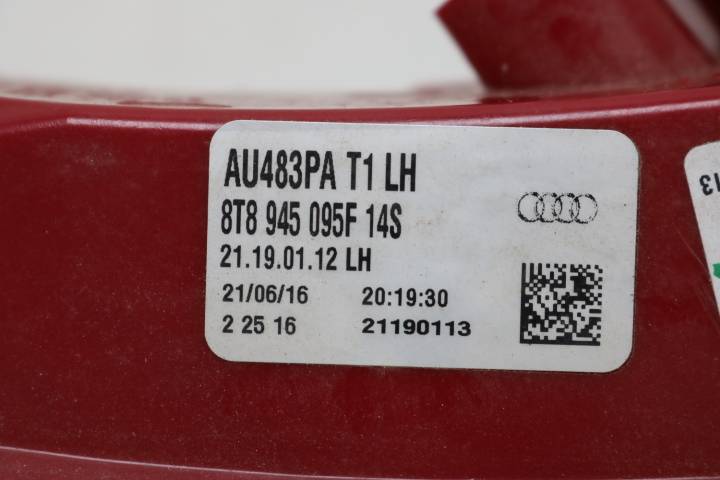 AU483PA T1 LH
8T8 945 095F 14S
21.19.01.12 LH
21/06/16 20:19:30
2 25 16 21190113
13